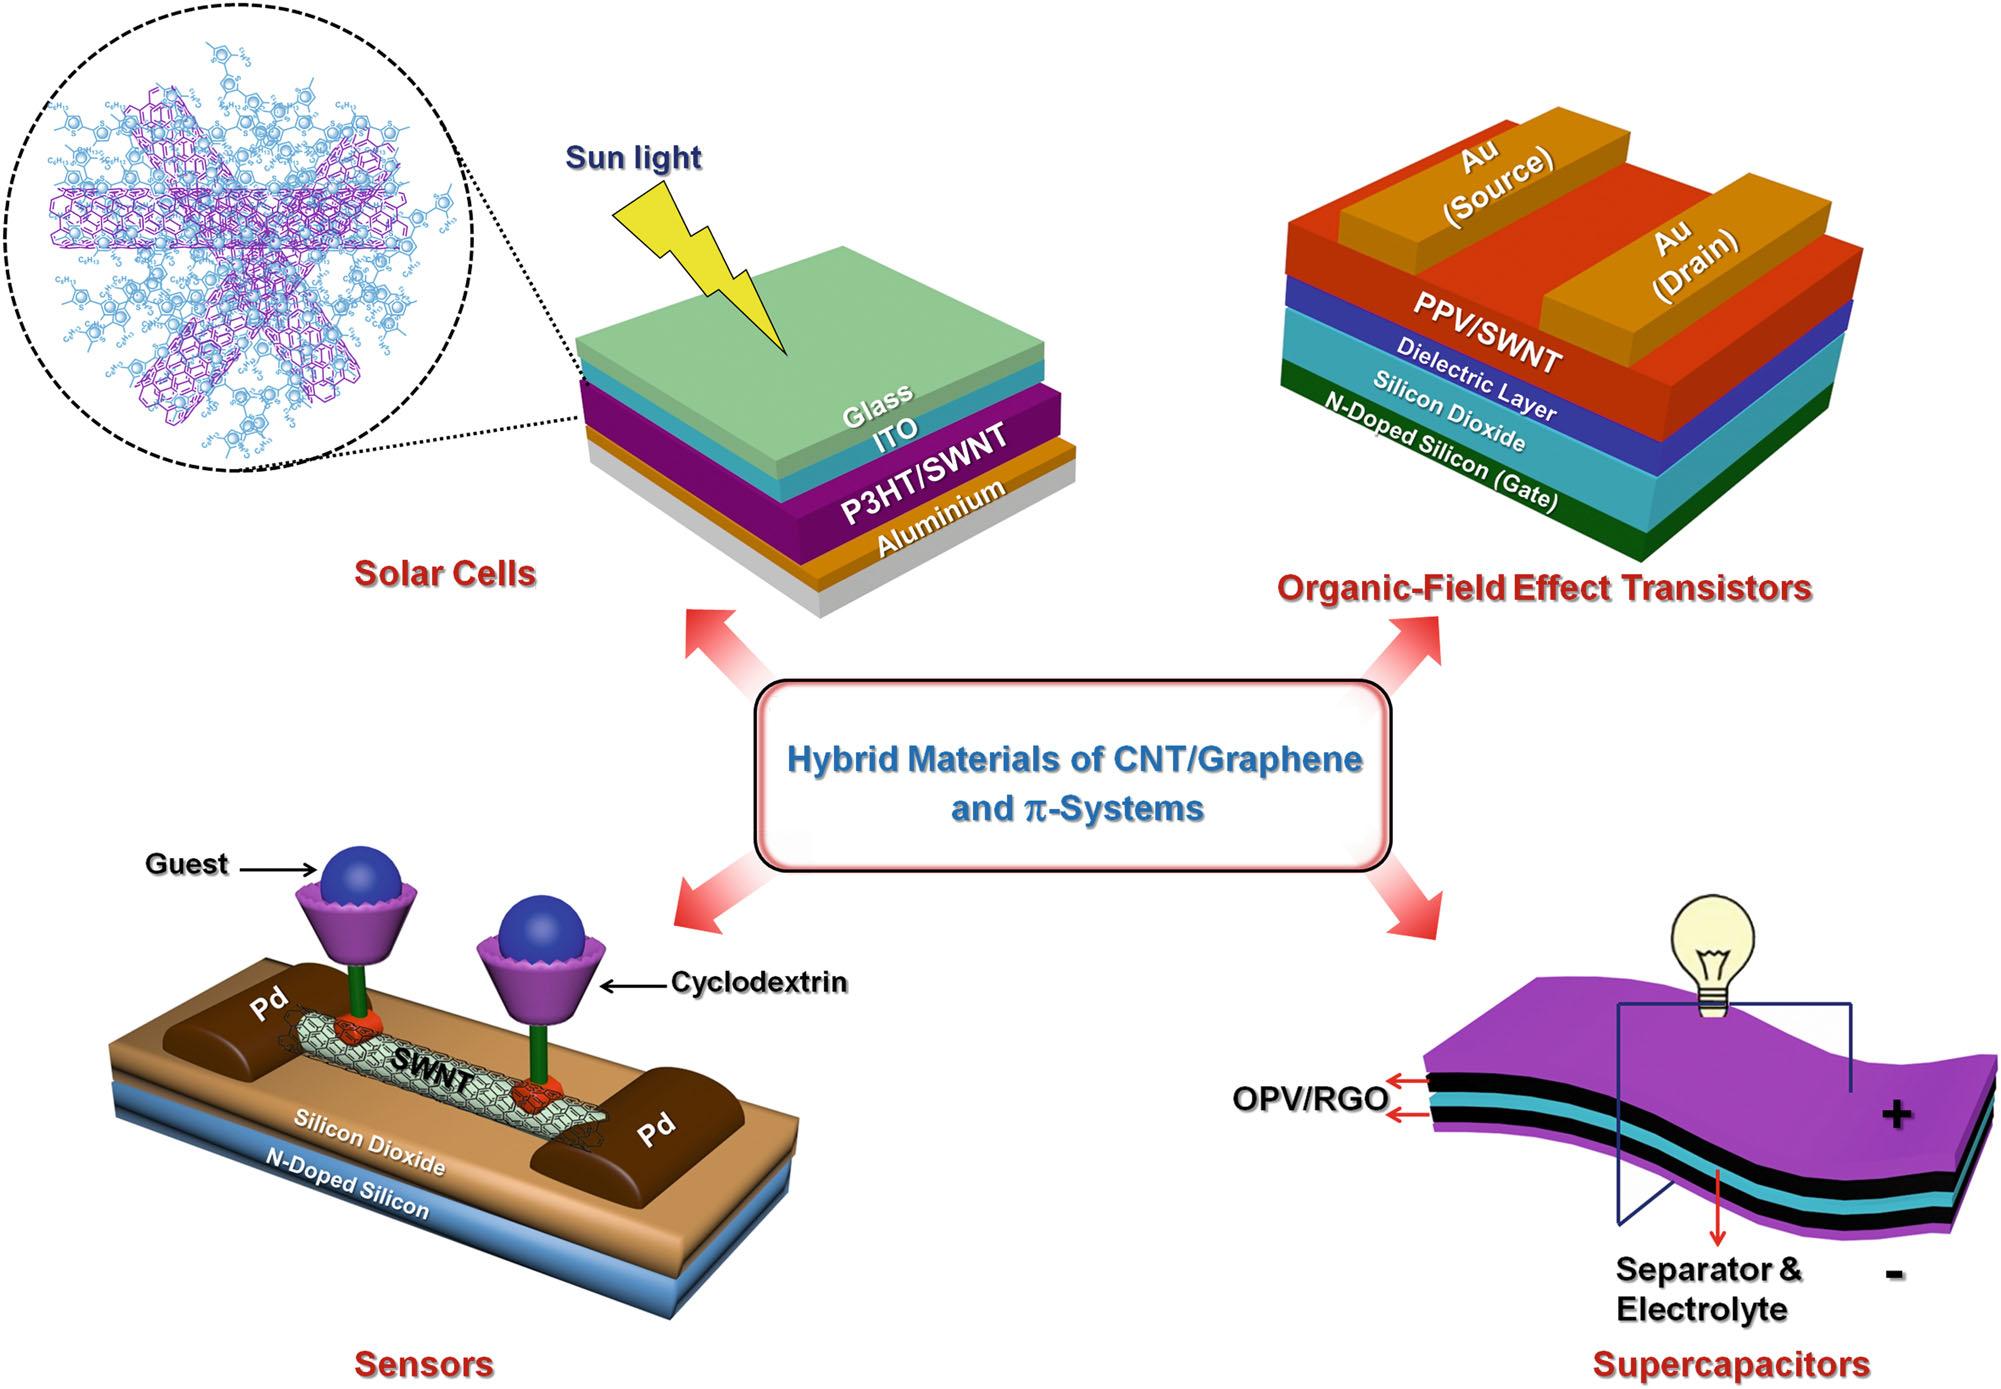 Sun light
Glass
ITO
P3HT/SWNT
Aluminium
Solar Cells
Au
(Source)
Au
(Drain)
PPV/SWNT
Dielectric Layer
Silicon Dioxide
N-Doped Silicon (Gate)
Organic-Field Effect Transistors
Hybrid Materials of CNT/Graphene
and π-Systems
Guest
Cyclodextrin
Pd
SWNT
Pd
Silicon Dioxide
N-Doped Silicon
Sensors
OPV/RGO
+
-
Separator &
Electrolyte
Supercapacitors